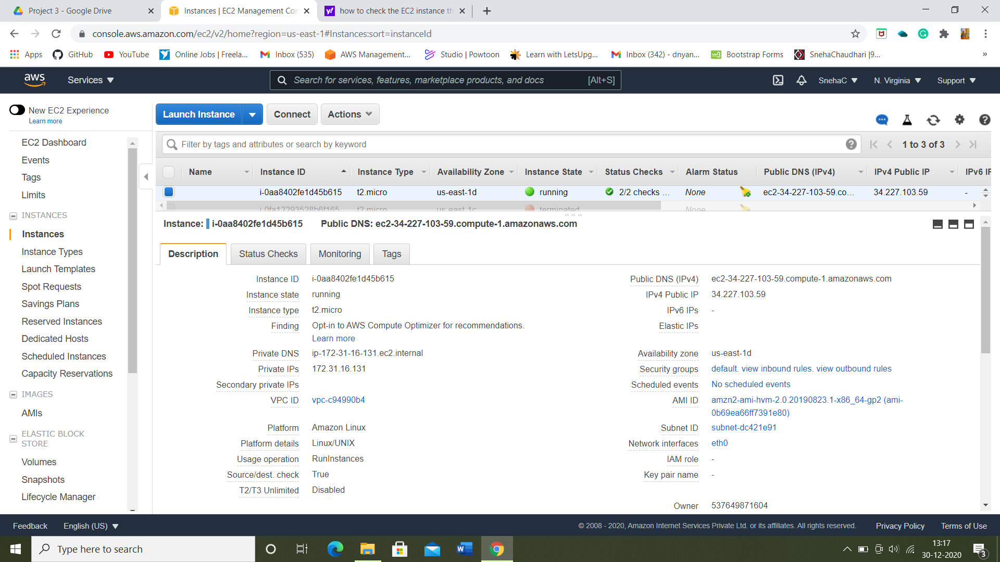 Project 3 - Google Drive
Instances | EC2 Management Con
how to check the EC2 instance th
console.aws.amazon.com/ec2/v2/home?region=us-east-1#Instances:sort=instanceId
Apps
GitHub
YouTube
Online Jobs | Freela...
Inbox (535)
AWS Management...
Studio | Powtoon
Learn with LetsUpg...
Inbox (342) - dnyan...
Bootstrap Forms
SnehaChaudhari |9...
»
aws
Services
Search for services, features, marketplace products, and docs
[Alt+S]
SnehaC
N. Virginia
Support
New EC2 Experience
Learn more
Launch Instance
Connect
Actions
EC2 Dashboard
Events
Tags
Limits
INSTANCES
Instances
Instance Types
Launch Templates
Spot Requests
Savings Plans
Reserved Instances
Dedicated Hosts
Scheduled Instances
Capacity Reservations
IMAGES
AMIs
ELASTIC BLOCK
STORE
Volumes
Snapshots
Lifecycle Manager
Filter by tags and attributes or search by keyword
1 to 3 of 3
Name
Instance ID
Instance Type
Availability Zone
Instance State
Status Checks
Alarm Status
Public DNS (IPv4)
IPv4 Public IP
IPv6 IP
i-0aa8402fe1d45b615
t2.micro
us-east-1d
running
2/2 checks ...
None
ec2-34-227-103-59.co...
34.227.103.59
-
i-0fa12293528b6f165
t2.micro
us-east-1c
terminated
None
Instance: i-0aa8402fe1d45b615
Public DNS: ec2-34-227-103-59.compute-1.amazonaws.com
Description
Status Checks
Monitoring
Tags
Instance ID
i-0aa8402fe1d45b615
Instance state
running
Instance type
t2.micro
Finding
Opt-in to AWS Compute Optimizer for recommendations.
Learn more
Private DNS
ip-172-31-16-131.ec2.internal
Private IPs
172.31.16.131
Secondary private IPs
VPC ID
vpc-c94990b4
Platform
Amazon Linux
Platform details
Linux/UNIX
Usage operation
RunInstances
Source/dest. check
True
T2/T3 Unlimited
Disabled
Public DNS (IPv4)
ec2-34-227-103-59.compute-1.amazonaws.com
IPv4 Public IP
34.227.103.59
IPv6 IPs
-
Elastic IPs
Availability zone
us-east-1d
Security groups
default. view inbound rules. view outbound rules
Scheduled events
No scheduled events
AMI ID
amzn2-ami-hvm-2.0.20190823.1-x86_64-gp2 (ami-
0b69ea66ff7391e80)
Subnet ID
subnet-dc421e91
Network interfaces
eth0
IAM role
-
Key pair name
-
Owner
537649871604
Feedback
English (US)
© 2008 - 2020, Amazon Internet Services Private Ltd. or its affiliates. All rights reserved.
Privacy Policy
Terms of Use
Type here to search
13:17
30-12-2020
3